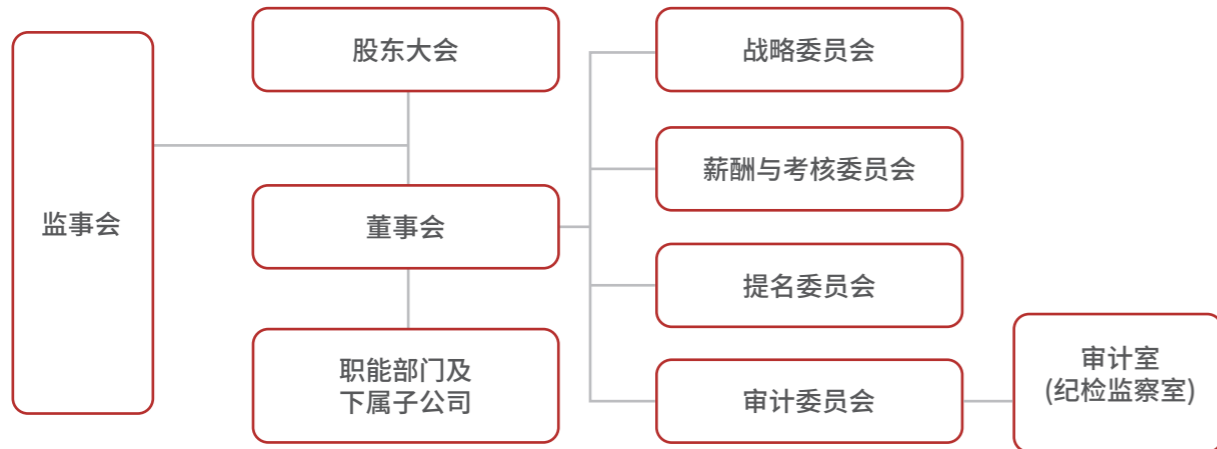 监事会
股东大会
董事会
职能部门及
下属子公司
战略委员会
薪酬与考核委员会
提名委员会
审计委员会
审计室
(纪检监察室)